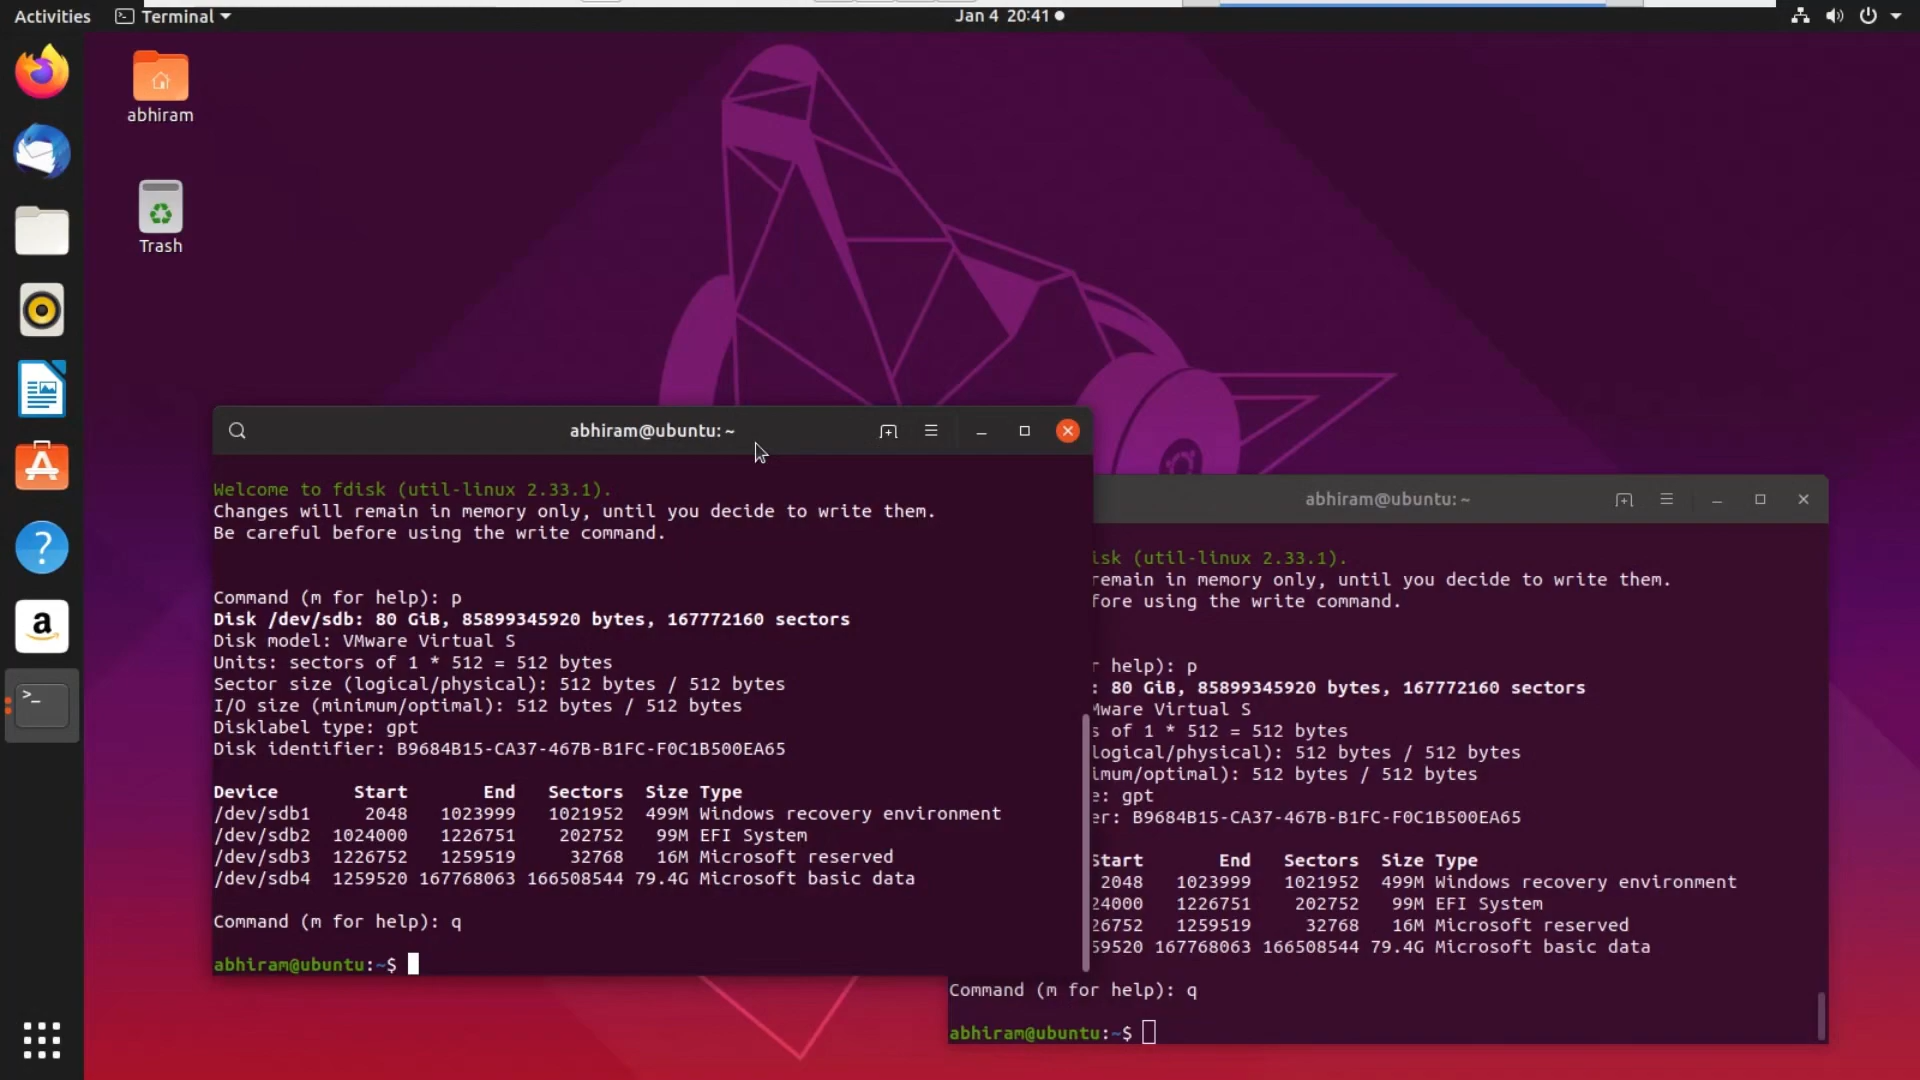 Activities
Terminal
Jan 4 20:41
abhiram
Trash
abhiram@ubuntu: ~
Welcome to fdisk (util-linux 2.33.1).
Changes will remain in memory only, until you decide to write them.
Be careful before using the write command.
Command (m for help): p
Disk /dev/sdb: 80 GiB, 85899345920 bytes, 167772160 sectors
Disk model: VMware Virtual S
Units: sectors of 1 * 512 = 512 bytes
Sector size (logical/physical): 512 bytes / 512 bytes
I/O size (minimum/optimal): 512 bytes / 512 bytes
Disklabel type: gpt
Disk identifier: B9684B15-CA37-467B-B1FC-F0C1B500EA65
Device Start End Sectors Size Type
/dev/sdb1 2048 1023999 1021952 499M Windows recovery environment
/dev/sdb2 1024000 1226751 202752 99M EFI System
/dev/sdb3 1226752 1259519 32768 16M Microsoft reserved
/dev/sdb4 1259520 167768063 166508544 79.4G Microsoft basic data
Command (m for help): q
abhiram@ubuntu:~$
abhiram@ubuntu: ~
isk (util-linux 2.33.1).
remain in memory only, until you decide to write them.
fore using the write command.
r help): p
: 80 GiB, 85899345920 bytes, 167772160 sectors
Mware Virtual S
s of 1 * 512 = 512 bytes
logical/physical): 512 bytes / 512 bytes
imum/optimal): 512 bytes / 512 bytes
e: gpt
er: B9684B15-CA37-467B-B1FC-F0C1B500EA65
Start End Sectors Size Type
2048 1023999 1021952 499M Windows recovery environment
24000 1226751 202752 99M EFI System
26752 1259519 32768 16M Microsoft reserved
59520 167768063 166508544 79.4G Microsoft basic data
Command (m for help): q
abhiram@ubuntu:~$